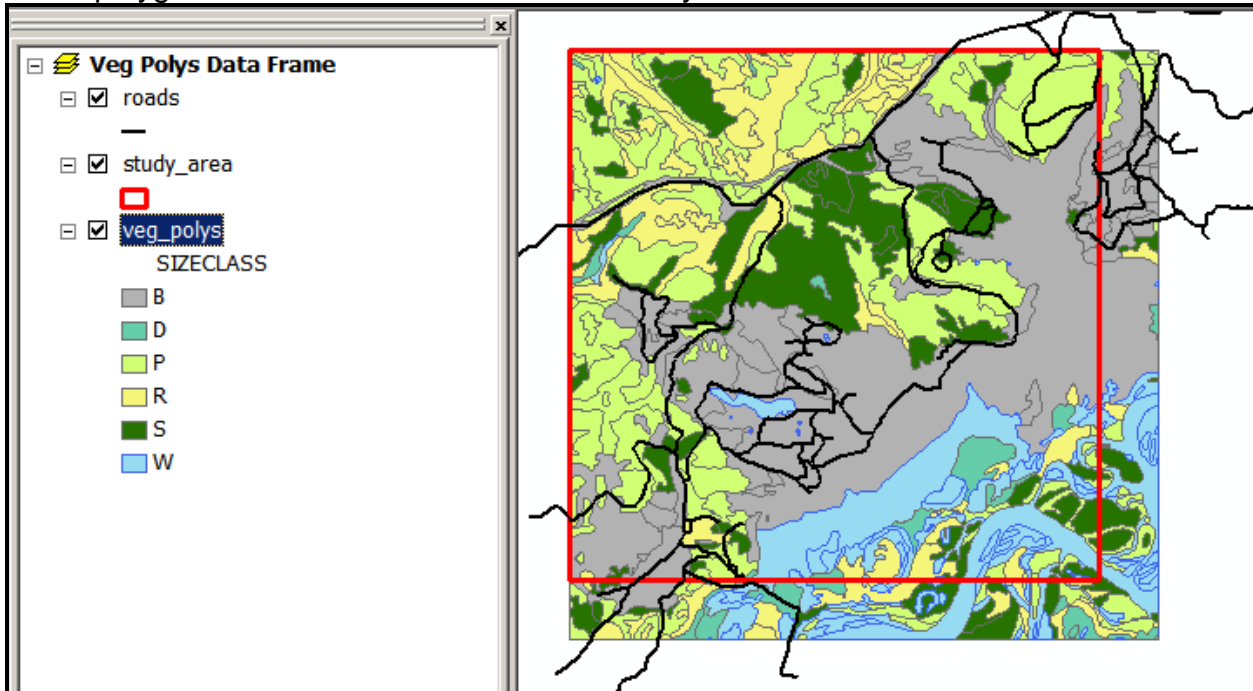 Veg Polys Data Frame
roads
study_area
veg_polys
SIZECLASS
B
D
P
R
S
W